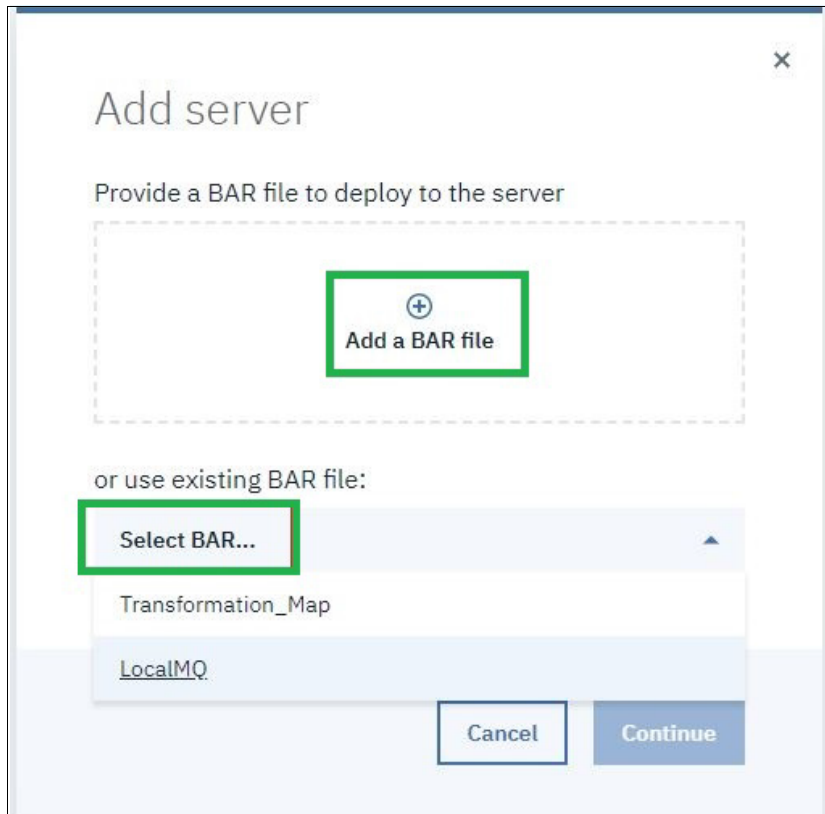 Add server
Provide a BAR file to deploy to the server
Add a BAR file
or use existing BAR file:
Select BAR...
Transformation_Map
LocalMQ
Cancel
Continue